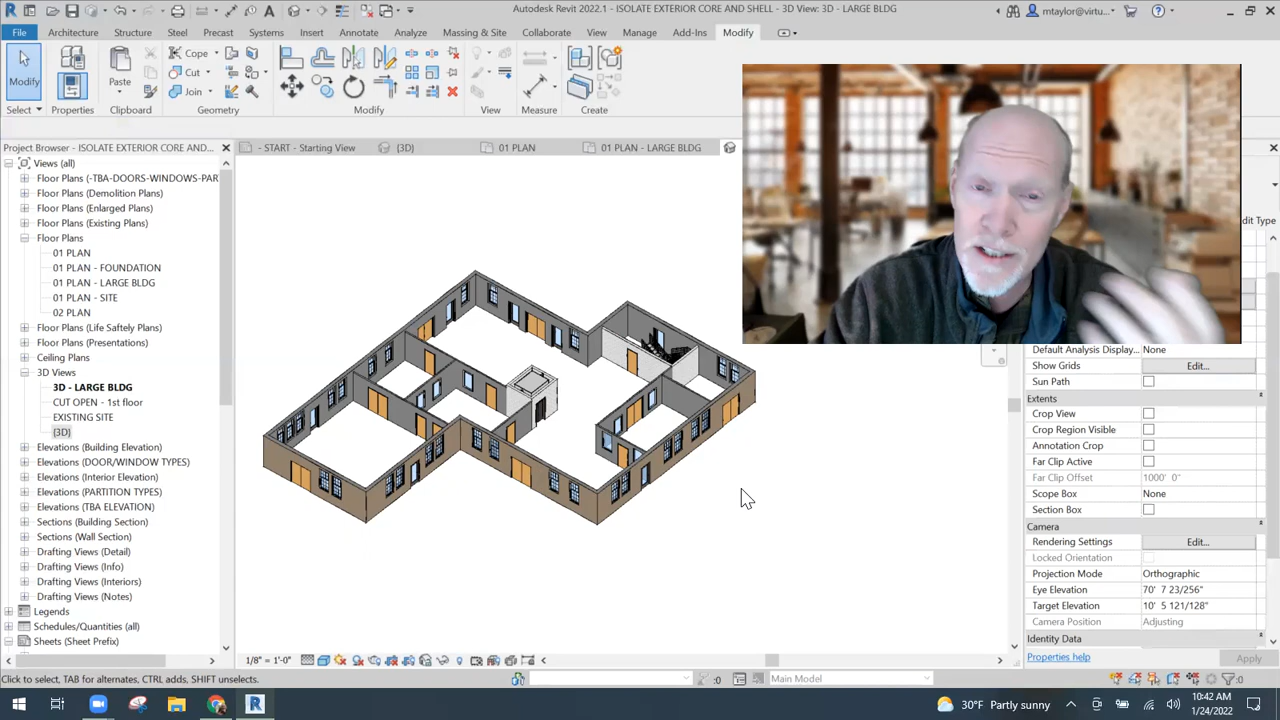 Autodesk Revit 2022.1 - ISOLATE EXTERIOR CORE AND SHELL - 3D View: 3D - LARGE BLDG
mtaylor@virtu...
File Architecture Structure Steel Precast Systems Insert Annotate Analyze Massing & Site Collaborate View Manage Add-Ins Modify
Modify
Paste
Cope
Cut
Join
Select
Properties
Clipboard
Geometry
Modify
View
Measure
Create
Project Browser - ISOLATE EXTERIOR CORE AND
- START - Starting View
{3D}
01 PLAN
01 PLAN - LARGE BLDG
Views (all)
Floor Plans (-TBA-DOORS-WINDOWS-PAR
Floor Plans (Demolition Plans)
Floor Plans (Enlarged Plans)
Floor Plans (Existing Plans)
Floor Plans
01 PLAN
01 PLAN - FOUNDATION
01 PLAN - LARGE BLDG
01 PLAN - SITE
02 PLAN
Floor Plans (Life Saftely Plans)
Floor Plans (Presentations)
Ceiling Plans
3D Views
3D - LARGE BLDG
CUT OPEN - 1st floor
EXISTING SITE
{3D}
Elevations (Building Elevation)
Elevations (DOOR/WINDOW TYPES)
Elevations (Interior Elevation)
Elevations (PARTITION TYPES)
Elevations (TBA ELEVATION)
Sections (Building Section)
Sections (Wall Section)
Drafting Views (Detail)
Drafting Views (Info)
Drafting Views (Interiors)
Drafting Views (Notes)
Legends
Schedules/Quantities (all)
Sheets (Sheet Prefix)
dit Type
Default Analysis Display... None
Show Grids Edit...
Sun Path
Extents
Crop View
Crop Region Visible
Annotation Crop
Far Clip Active
Far Clip Offset 1000' 0"
Scope Box None
Section Box
Camera
Rendering Settings Edit...
Locked Orientation
Projection Mode Orthographic
Eye Elevation 70' 7 23/256"
Target Elevation 10' 5 121/128"
Camera Position Adjusting
Identity Data
Properties help
Apply
1/8" = 1'-0"
Click to select, TAB for alternates, CTRL adds, SHIFT unselects.
:0
Main Model
:0
30°F Partly sunny
10:42 AM
1/24/2022